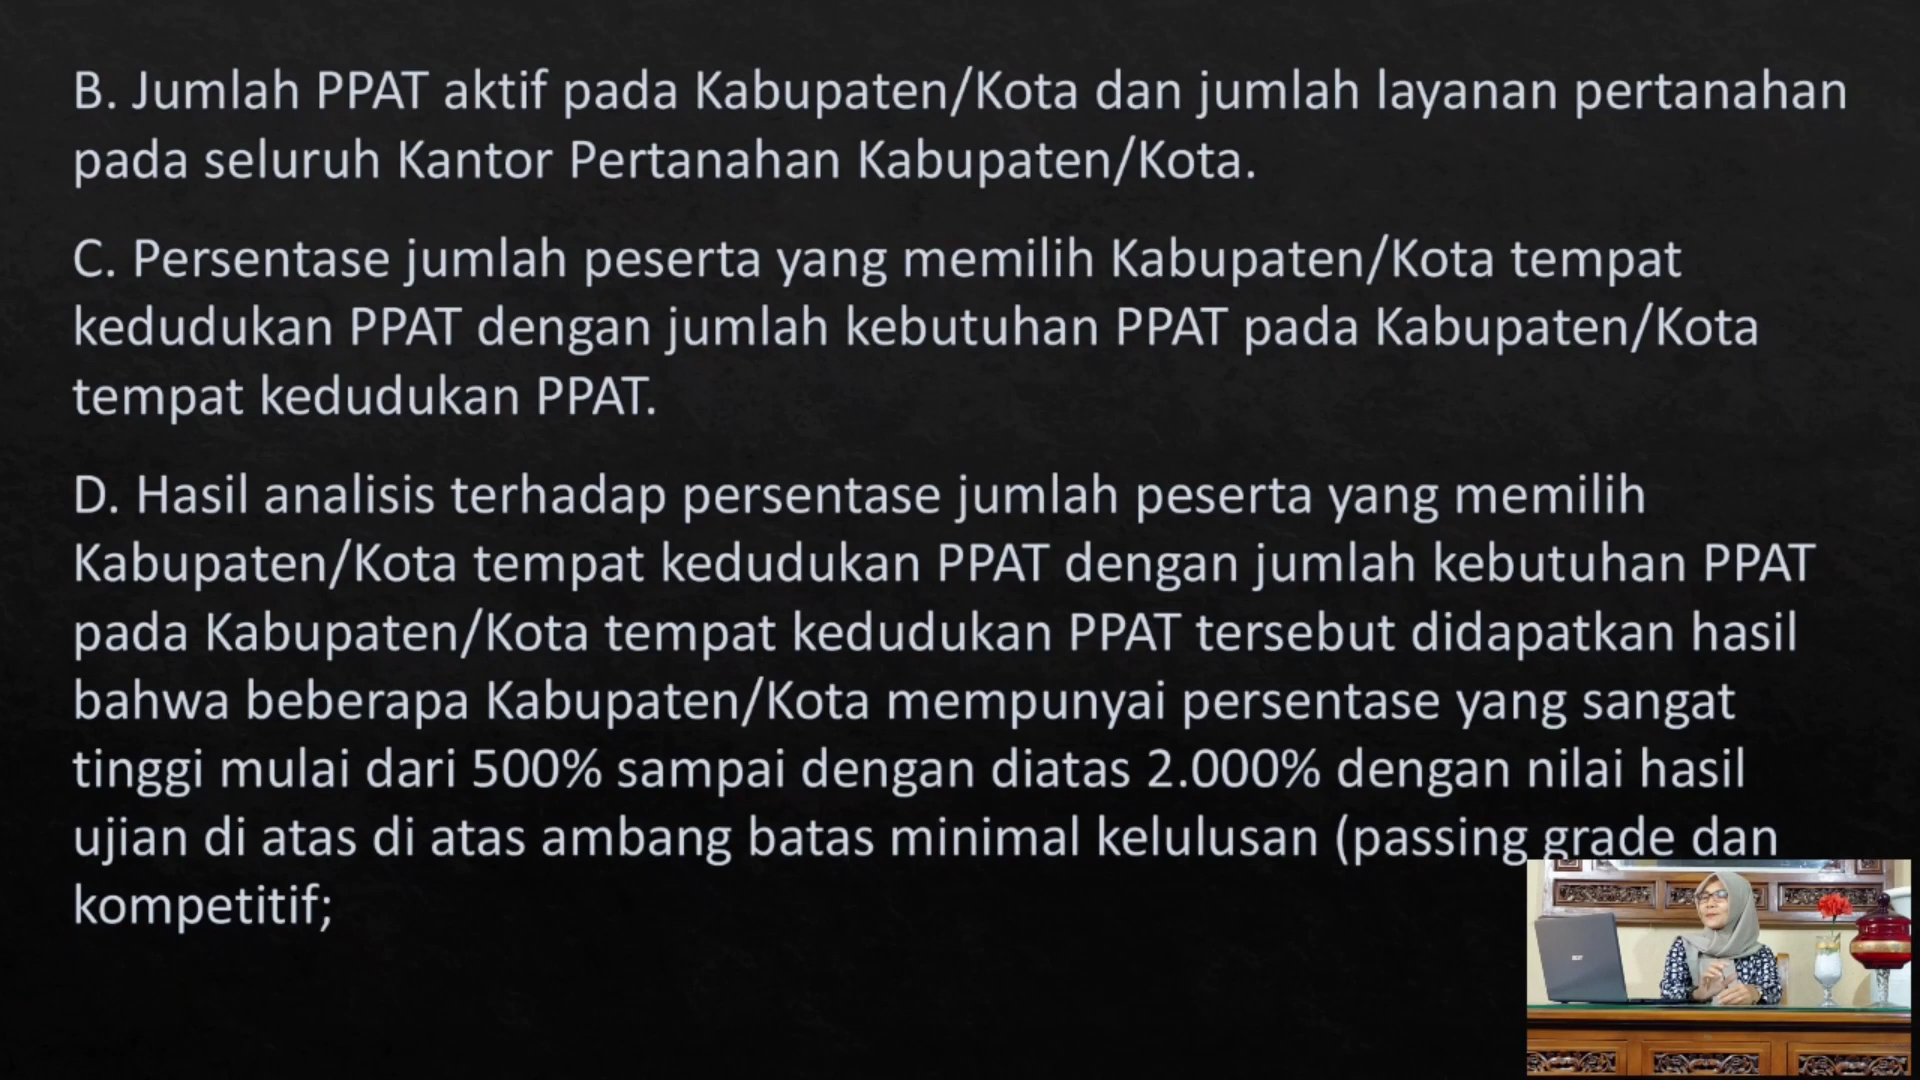 B. Jumlah PPAT aktif pada Kabupaten/Kota dan jumlah layanan pertanahan
pada seluruh Kantor Pertanahan Kabupaten/Kota.
C. Persentase jumlah peserta yang memilih Kabupaten/Kota tempat
kedudukan PPAT dengan jumlah kebutuhan PPAT pada Kabupaten/Kota
tempat kedudukan PPAT.
D. Hasil analisis terhadap persentase jumlah peserta yang memilih
Kabupaten/Kota tempat kedudukan PPAT dengan jumlah kebutuhan PPAT
pada Kabupaten/Kota tempat kedudukan PPAT tersebut didapatkan hasil
bahwa beberapa Kabupaten/Kota mempunyai persentase yang sangat
tinggi mulai dari 500% sampai dengan diatas 2.000% dengan nilai hasil
ujian di atas di atas ambang batas minimal kelulusan (passing grade dan
kompetitif;
acer